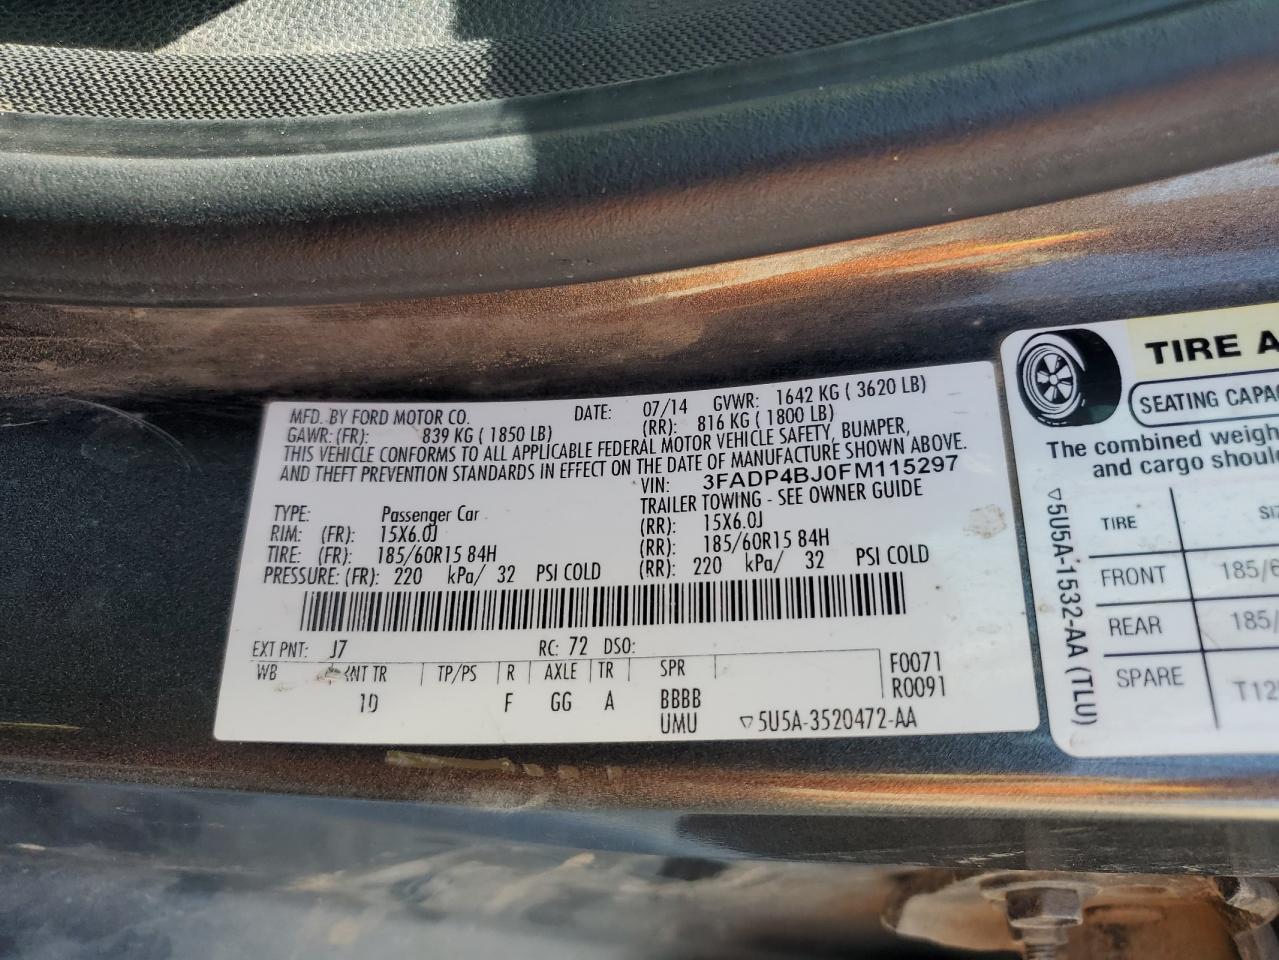 MFD. BY FORD MOTOR CO. DATE: 07/14 GVWR: 1642 KG ( 3620 LB)
GAWR: (FR): 839 KG ( 1850 LB) (RR): 816 KG ( 1800 LB)
THIS VEHICLE CONFORMS TO ALL APPLICABLE FEDERAL MOTOR VEHICLE SAFETY, BUMPER,
AND THEFT PREVENTION STANDARDS IN EFFECT ON THE DATE OF MANUFACTURE SHOWN ABOVE.
VIN: 3FADP4BJ0FM115297
TYPE: Passenger Car TRAILER TOWING - SEE OWNER GUIDE
RIM: (FR): 15X6.0J (RR): 15X6.0J
TIRE: (FR): 185/60R15 84H (RR): 185/60R15 84H
PRESSURE: (FR): 220 kPa/ 32 PSI COLD (RR): 220 kPa/ 32 PSI COLD
EXT PNT: J7 RC: 72 DSO:
WB NT TR TP/PS R AXLE TR SPR F0071
10 F GG A BBBB R0091
UMU 5U5A-3520472-AA
TIRE A
SEATING CAPA
The combined weigh
and cargo shoul
TIRE SIZ
FRONT 185/6
REAR 185/
SPARE T12
5U5A-1532-AA (TLU)